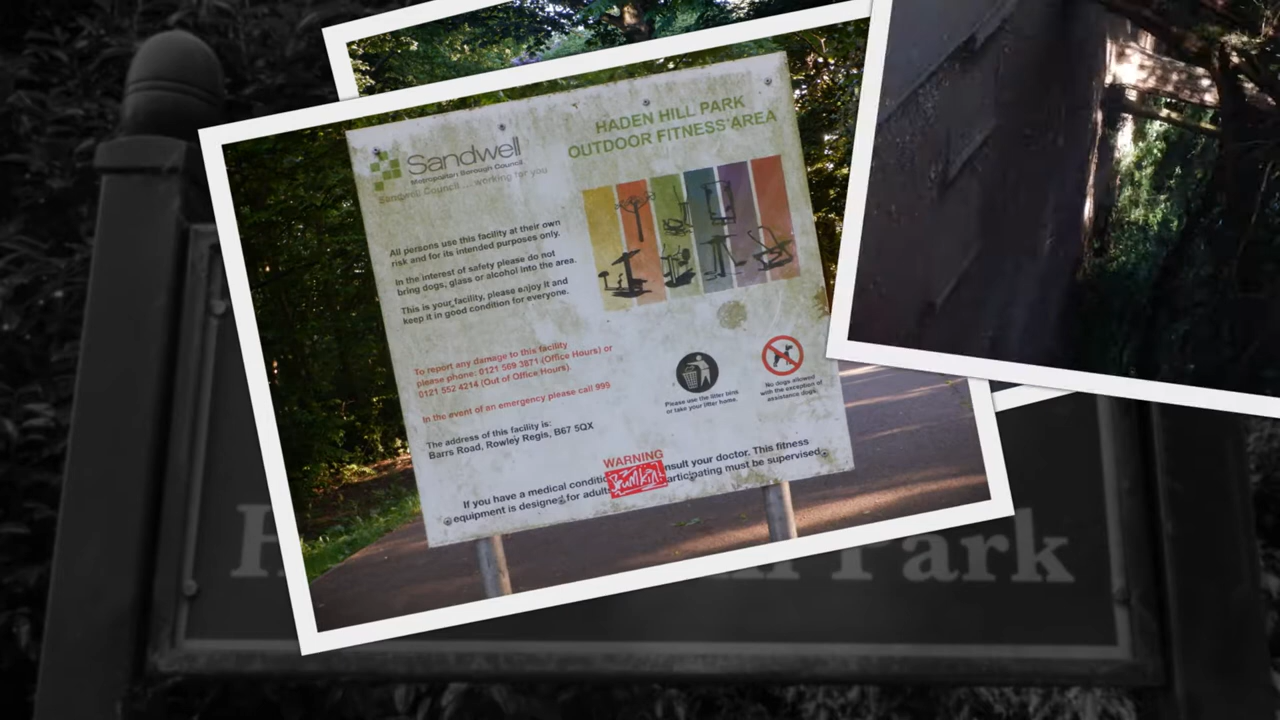 Sandwell
Metropolitan Borough Council
Sandwell Council ... working for you
HADEN HILL PARK
OUTDOOR FITNESS AREA
All persons use this facility at their own
risk and for its intended purposes only.
In the interest of safety please do not
bring dogs, glass or alcohol into the area.
This is your facility, please enjoy it and
keep it in good condition for everyone.
To report any damage to this facility
please phone: 0121 569 3871 (Office Hours) or
0121 552 4214 (Out of Office Hours)
In the event of an emergency please call 999
The address of this facility is:
Barrs Road, Rowley Regis, B67 5QX
Please use the litter bins
or take your litter home.
No dogs allowed
with the exception of
assistance dogs.
WARNING
If you have a medical conditio nsult your doctor. This fitness
equipment is designed for adult articipating must be supervised
H Park